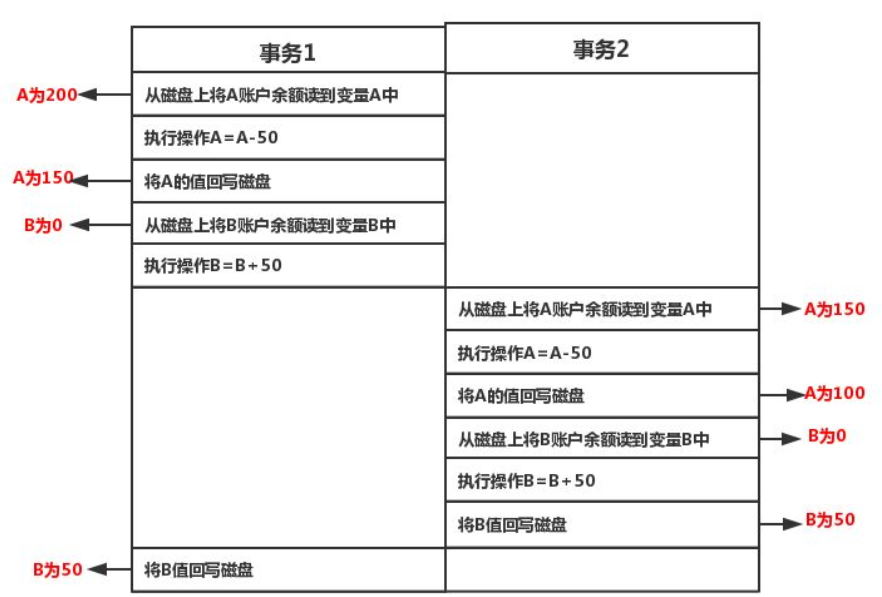 事务1
事务2
A为200
从磁盘上将A账户余额读到变量A中
执行操作A=A-50
A为150
将A的值回写磁盘
B为0
从磁盘上将B账户余额读到变量B中
执行操作B=B+50
从磁盘上将A账户余额读到变量A中
A为150
执行操作A=A-50
将A的值回写磁盘
A为100
从磁盘上将B账户余额读到变量B中
B为0
执行操作B=B+50
将B值回写磁盘
B为50
B为50
将B值回写磁盘